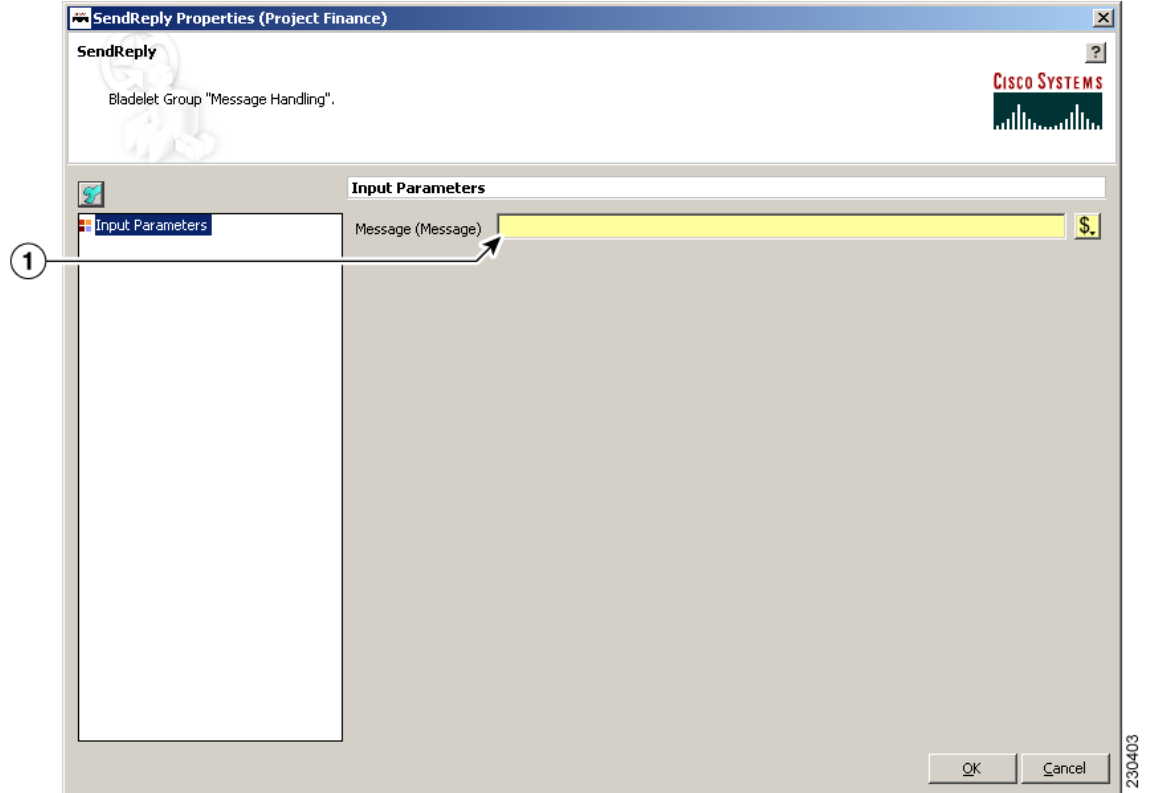 SendReply Properties (Project Finance)
SendReply
?
Bladelet Group "Message Handling".
CISCO SYSTEMS
Input Parameters
Input Parameters
Message (Message)
$
1
OK
Cancel
230403